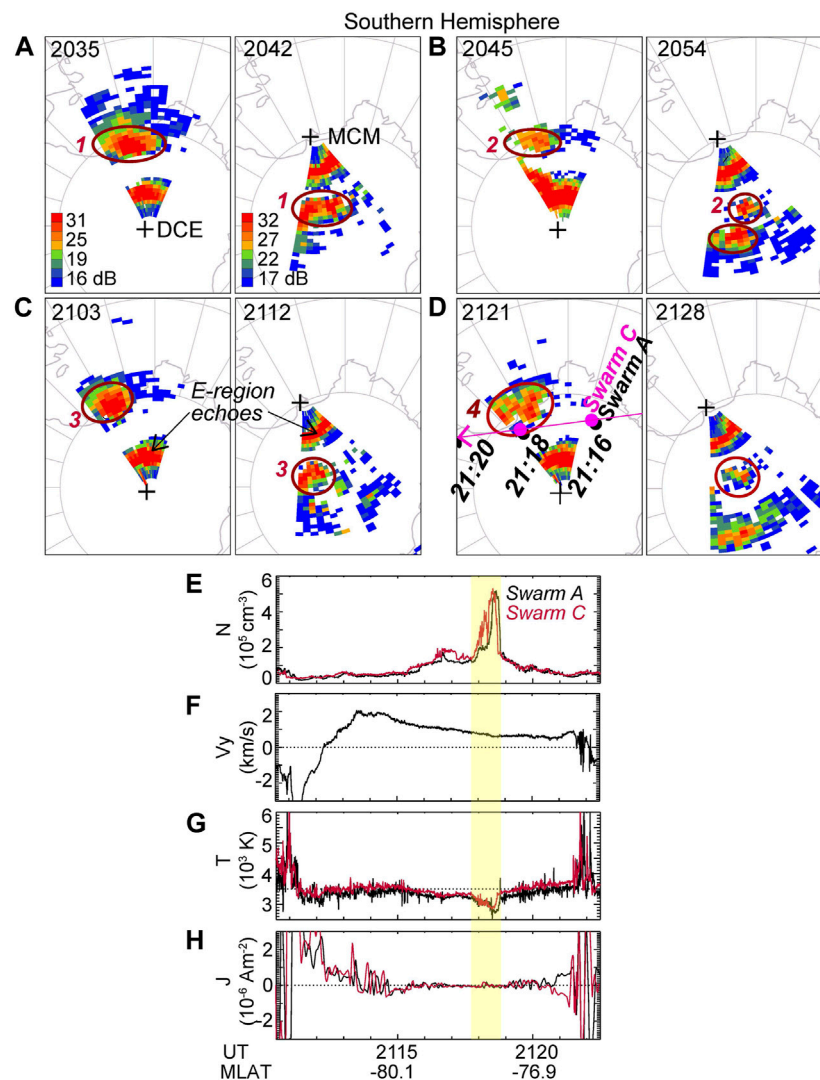 Southern Hemisphere
A
2035
2042
B
2045
2054
1
MCM
1
2
2
DCE
31
25
19
16 dB
32
27
22
17 dB
C
2103
2112
D
2121
2128
3
E-region
echoes
3
4
Swarm C
Swarm A
21:20
21:18
21:16
E
N
(10⁵ cm⁻³)
6
4
2
0
Swarm A
Swarm C
F
Vy
(km/s)
2
0
-2
G
T
(10³ K)
6
5
4
3
H
J
(10⁻⁶ Am⁻²)
2
0
-2
UT 2115 2120
MLAT -80.1 -76.9